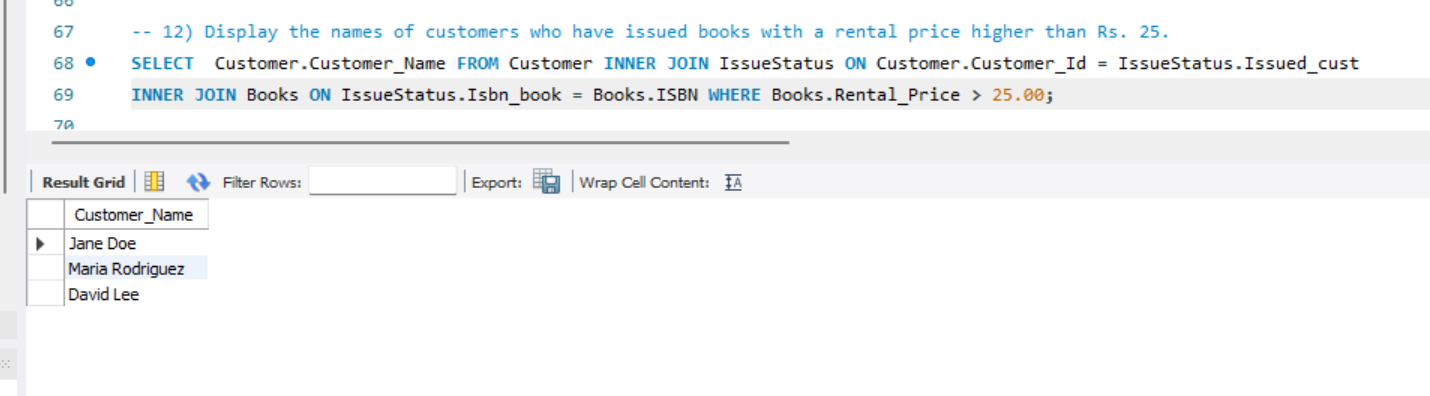 66
67 -- 12) Display the names of customers who have issued books with a rental price higher than Rs. 25.
68 SELECT  Customer.Customer_Name FROM Customer INNER JOIN IssueStatus ON Customer.Customer_Id = IssueStatus.Issued_cust
69 INNER JOIN Books ON IssueStatus.Isbn_book = Books.ISBN WHERE Books.Rental_Price > 25.00;
70
Result Grid Filter Rows: Export: Wrap Cell Content: IA
Customer_Name
Jane Doe
Maria Rodriguez
David Lee